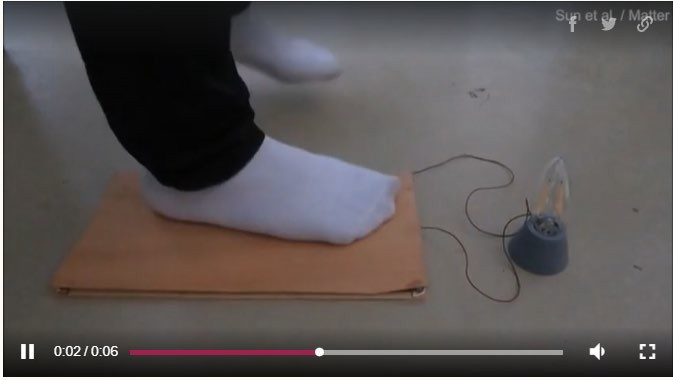 Sun et al. / Matter
0:02 / 0:06